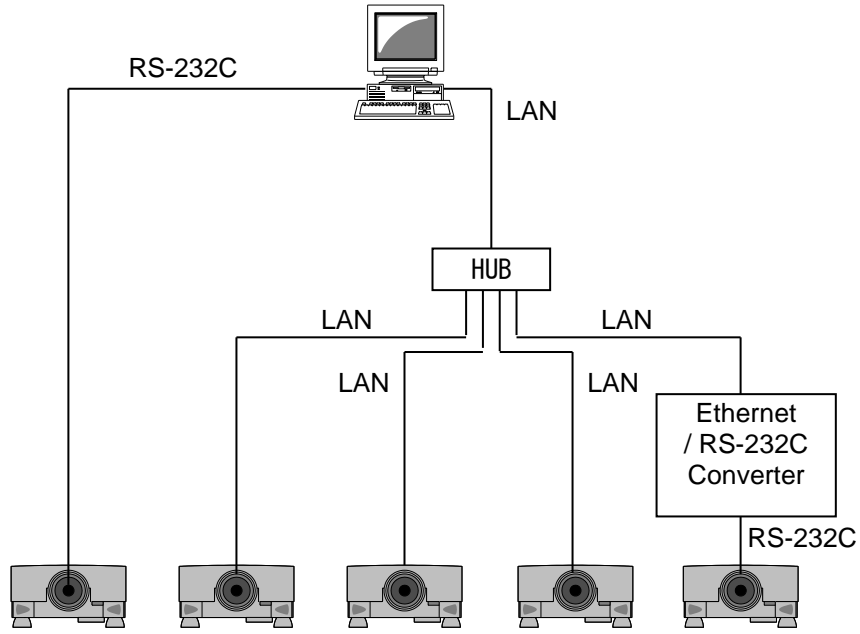 RS-232C
LAN
HUB
LAN
LAN
LAN
LAN
Ethernet
/ RS-232C
Converter
RS-232C